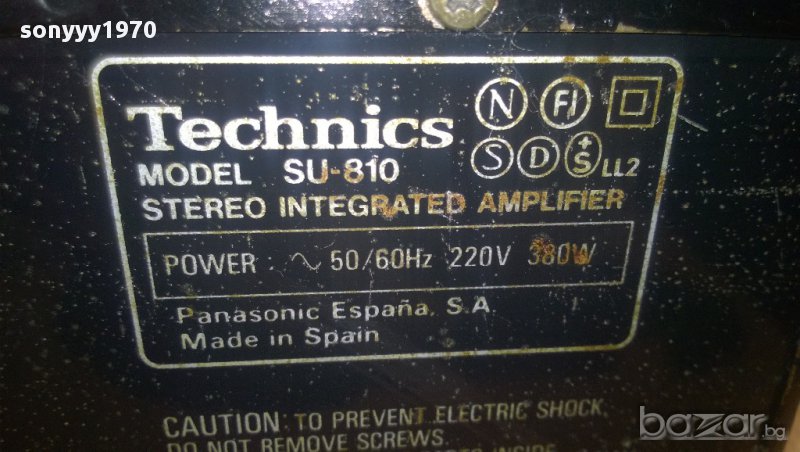 sonyyy1970
Technics N FI
MODEL SU-810 S D +S LL2
STEREO INTEGRATED AMPLIFIER
POWER : ~ 50/60Hz 220V 380W
Panasonic España, S.A
Made in Spain
CAUTION: TO PREVENT ELECTRIC SHOCK,
DO NOT REMOVE SCREWS.
INSIDE
bazar.bg